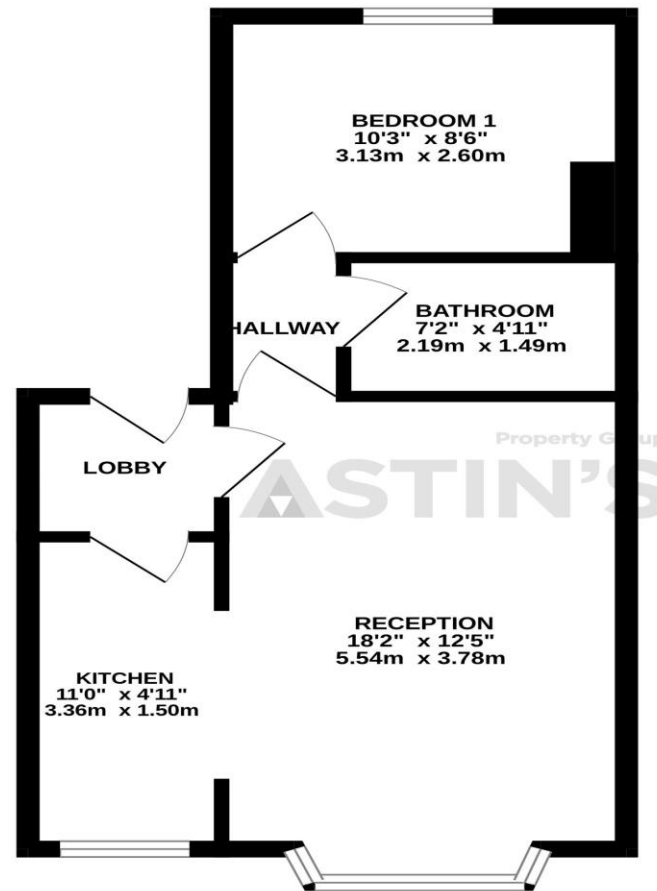 BEDROOM 1
10'3" x 8'6"
3.13m x 2.60m
HALLWAY
BATHROOM
7'2" x 4'11"
2.19m x 1.49m
LOBBY
Property Group
ASTIN'S
RECEPTION
18'2" x 12'5"
5.54m x 3.78m
KITCHEN
11'0" x 4'11"
3.36m x 1.50m